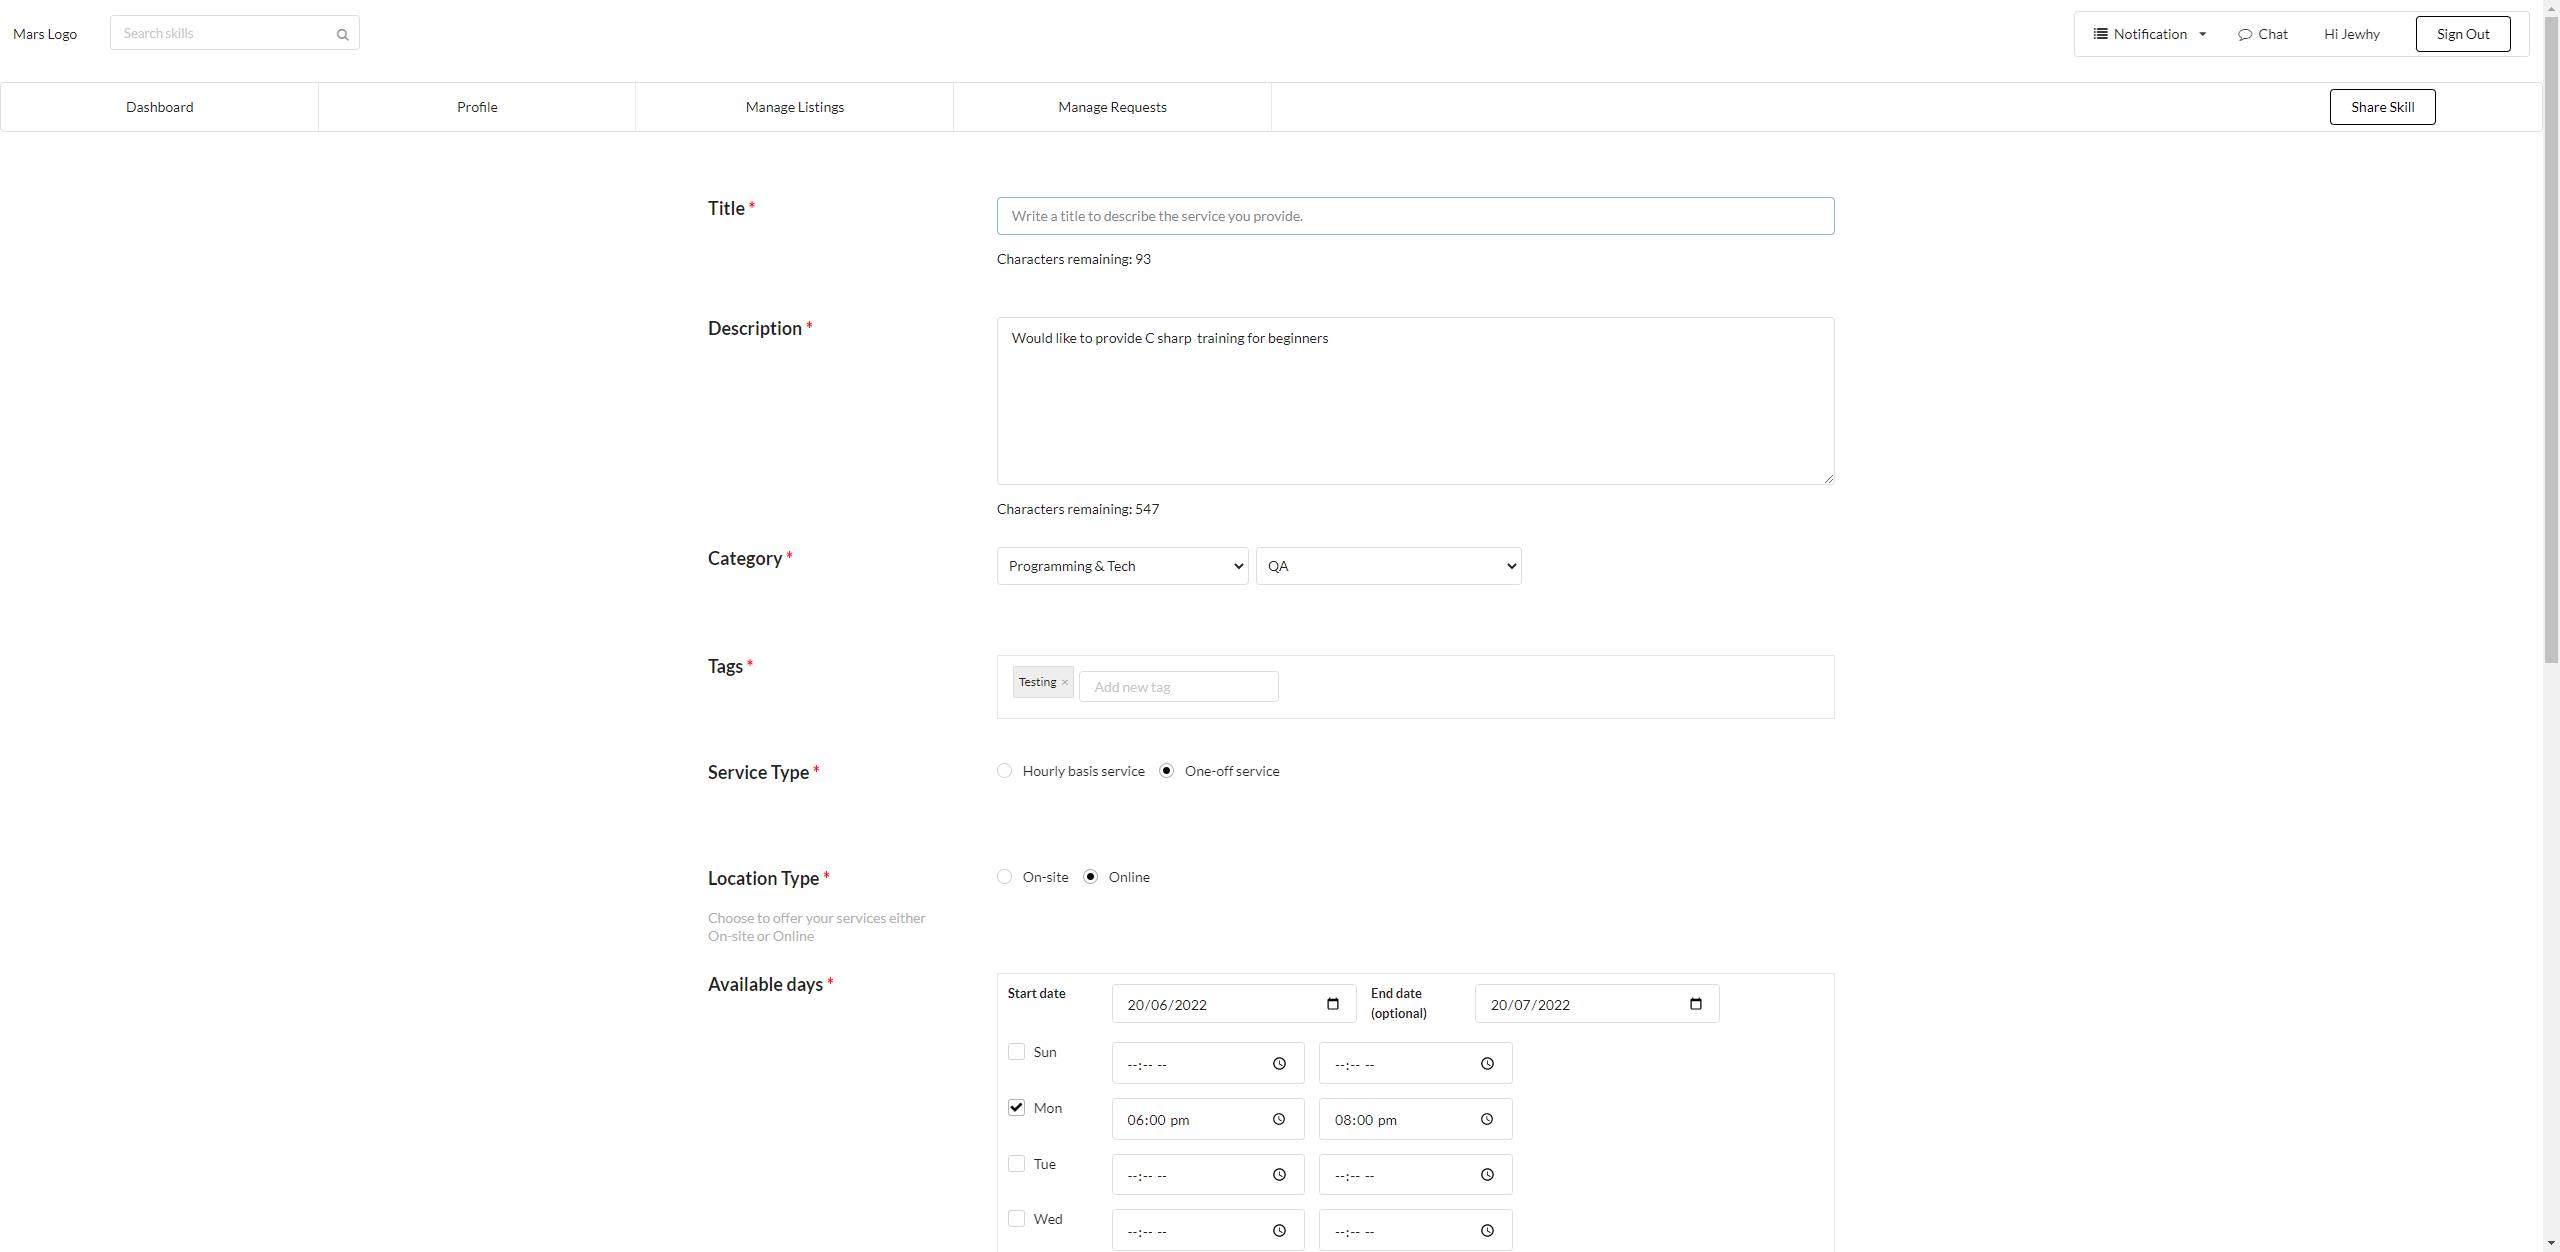 Mars Logo
Search skills
Notification
Chat
Hi Jewhy
Sign Out
Dashboard
Profile
Manage Listings
Manage Requests
Share Skill
Title *
Write a title to describe the service you provide.
Characters remaining: 93
Description *
Would like to provide C sharp  training for beginners
Characters remaining: 547
Category *
Programming & Tech
QA
Tags *
Testing ×
Add new tag
Service Type *
Hourly basis service
One-off service
Location Type *
On-site
Online
Choose to offer your services either
On-site or Online
Available days *
Start date
20/06/2022
End date
(optional)
20/07/2022
Sun
--:-- --
--:-- --
Mon
06:00 pm
08:00 pm
Tue
--:-- --
--:-- --
Wed
--:-- --
--:-- --